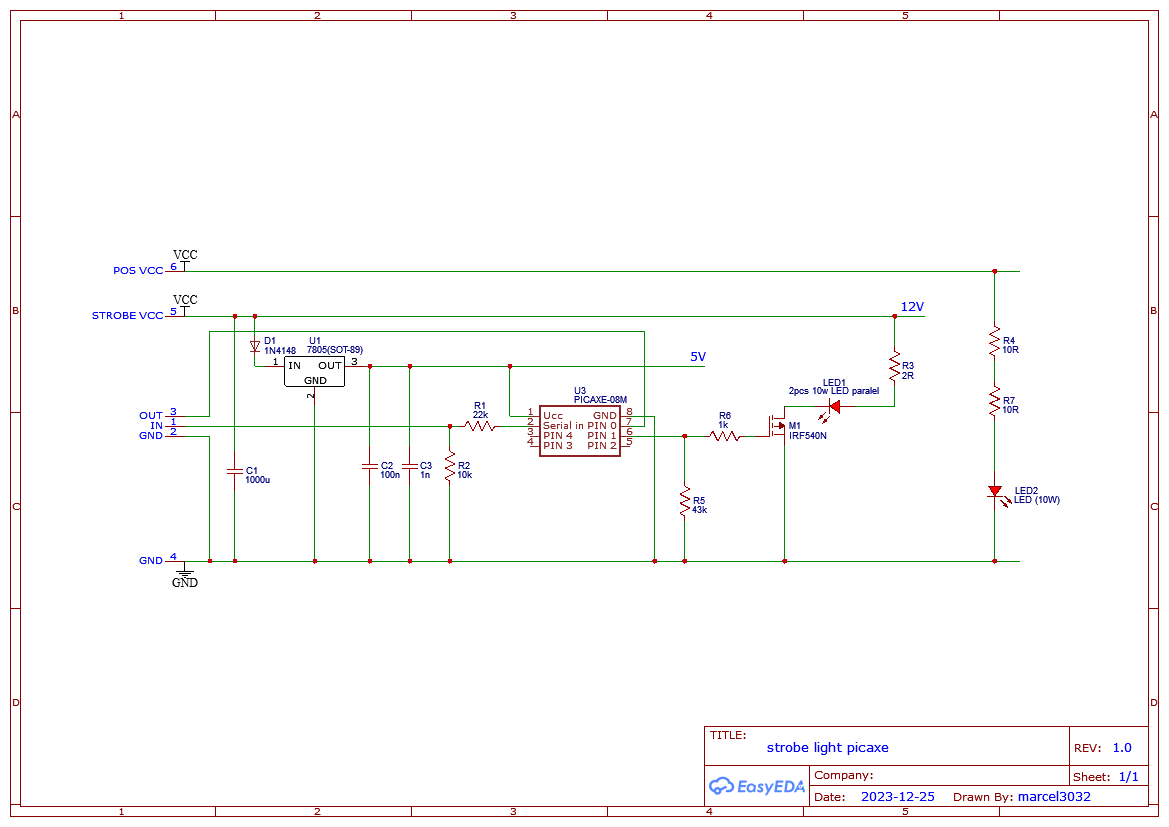 1 2 3 4 5
A A
VCC
POS VCC 6
VCC
STROBE VCC 5
12V
B B
D1
1N4148
U1
7805(SOT-89)
1 IN OUT 3
GND
2
5V
R4
10R
R3
2R
LED1
2pcs 10w LED paralel
U3
PICAXE-08M
R7
10R
OUT 3
IN 1
GND 2
R1
22k
1 Ucc GND 8
2 Serial in PIN 0 7
3 PIN 4 PIN 1 6
4 PIN 3 PIN 2 5
R6
1k
M1
IRF540N
C1
1000u
C2
100n
C3
1n
R2
10k
R5
43k
LED2
LED (10W)
C C
GND 4
GND
D D
TITLE:
strobe light picaxe
REV: 1.0
EasyEDA
Company:
Sheet: 1/1
Date: 2023-12-25 Drawn By: marcel3032
1 2 3 4 5